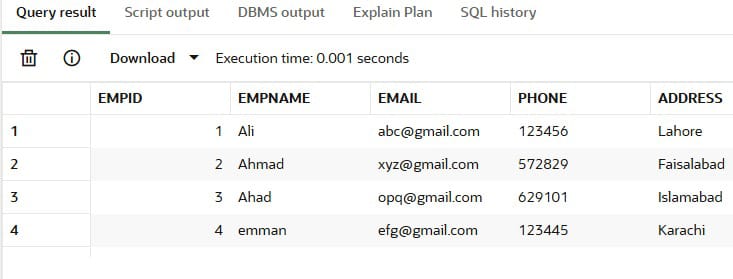 Query result Script output DBMS output Explain Plan SQL history
Download Execution time: 0.001 seconds
EMPID EMPNAME EMAIL PHONE ADDRESS
1 1 Ali abc@gmail.com 123456 Lahore
2 2 Ahmad xyz@gmail.com 572829 Faisalabad
3 3 Ahad opq@gmail.com 629101 Islamabad
4 4 emman efg@gmail.com 123445 Karachi